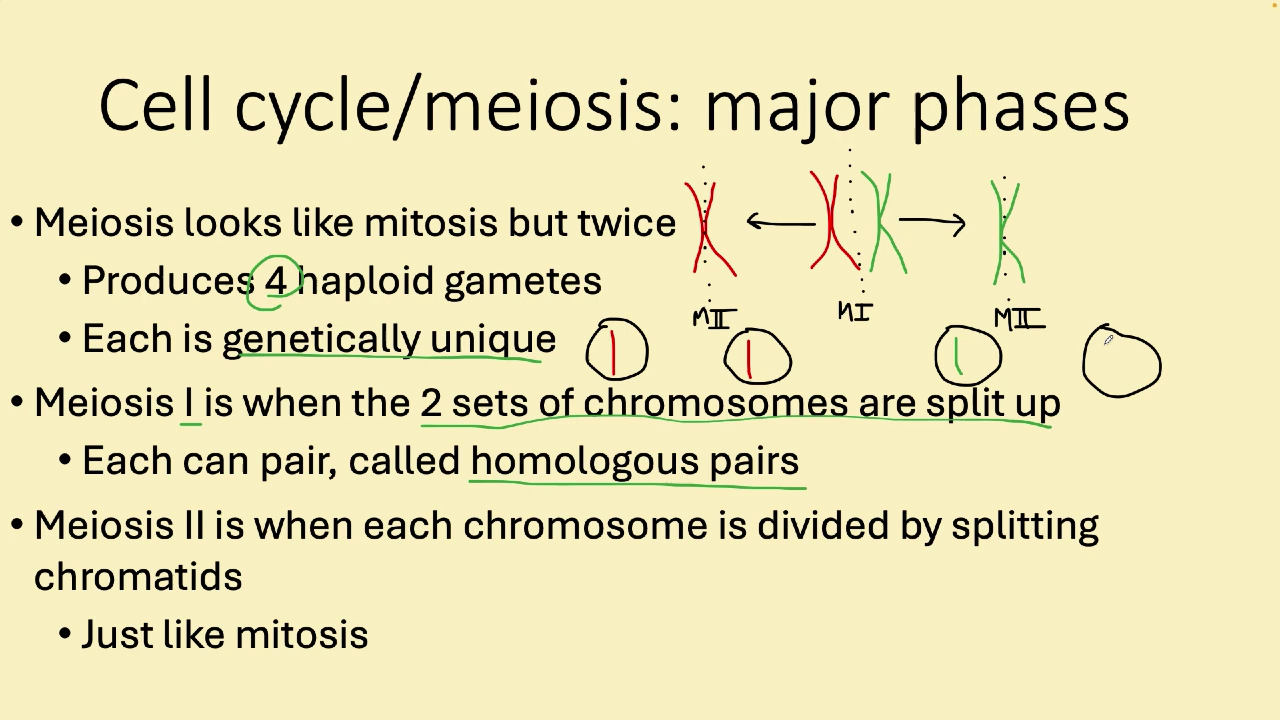 Cell cycle/meiosis: major phases
• Meiosis looks like mitosis but twice
• Produces 4 haploid gametes
• Each is genetically unique
MII
MI
MII
• Meiosis I is when the 2 sets of chromosomes are split up
• Each can pair, called homologous pairs
• Meiosis II is when each chromosome is divided by splitting
chromatids
• Just like mitosis